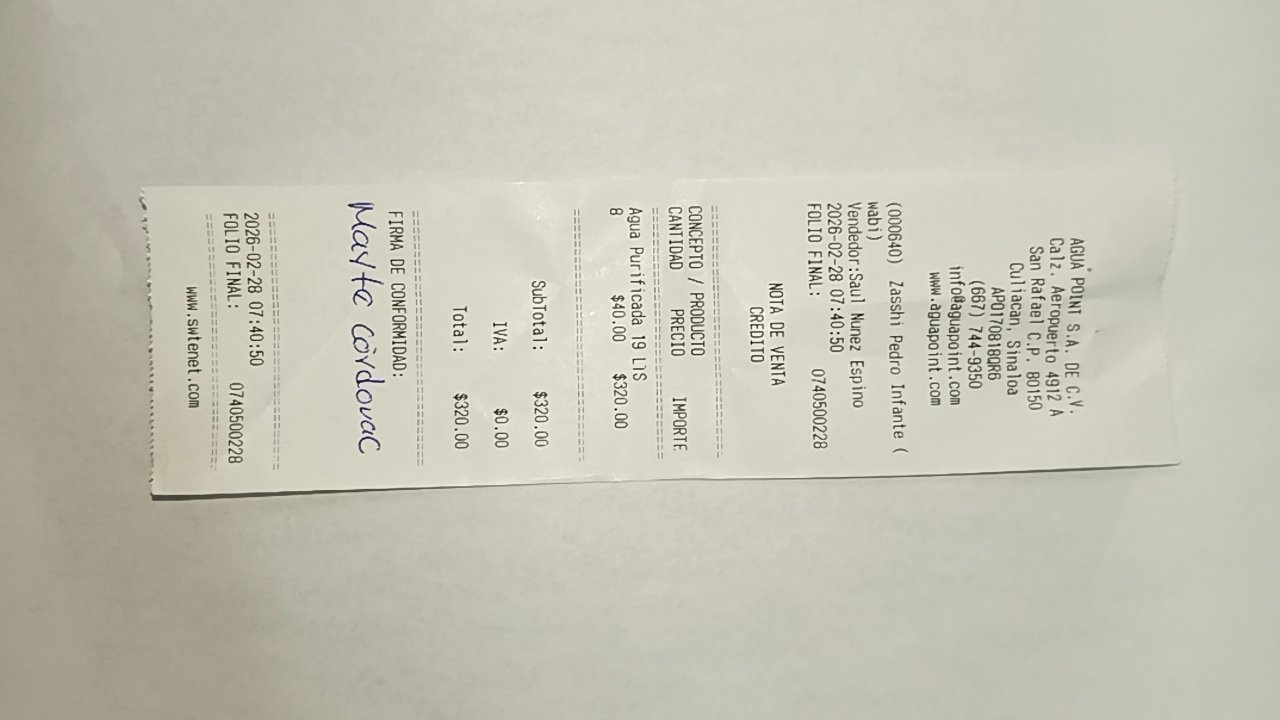 AGUA POINT S.A. DE C.V.
Calz. Aeropuerto 4912 A
San Rafael C.P. 80150
Culiacan, Sinaloa
APO170818QR6
(667) 744-9350
info@aguapoint.com
www.aguapoint.com
(000640) Zasshi Pedro Infante (
wabi)
Vendedor:Saul Nunez Espino
2026-02-28 07:40:50
FOLIO FINAL: 0740500228
NOTA DE VENTA
CREDITO
CONCEPTO / PRODUCTO
CANTIDAD PRECIO IMPORTE
Agua Purificada 19 LTS
8 $40.00 $320.00
SubTotal: $320.00
IVA: $0.00
Total: $320.00
FIRMA DE CONFORMIDAD:
Mayte CórdovaC
2026-02-28 07:40:50
FOLIO FINAL: 0740500228
www.swtenet.com